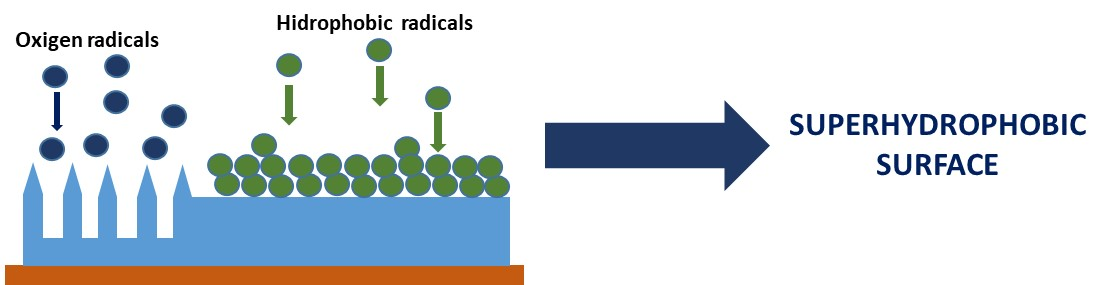 Oxigen radicals
Hidrophobic radicals
SUPERHYDROPHOBIC
SURFACE